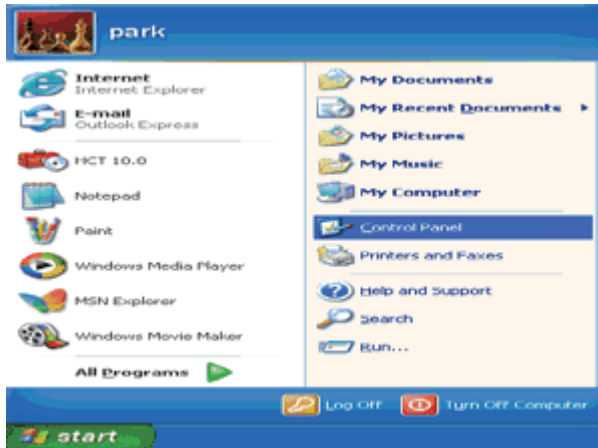 park
Internet
Internet Explorer
E-mail
Outlook Express
HCT 10.0
Notepad
Paint
Windows Media Player
MSN Explorer
Windows Movie Maker
All Programs
My Documents
My Recent Documents
My Pictures
My Music
My Computer
Control Panel
Printers and Faxes
Help and Support
Search
Run...
Log Off
Turn Off Computer
start